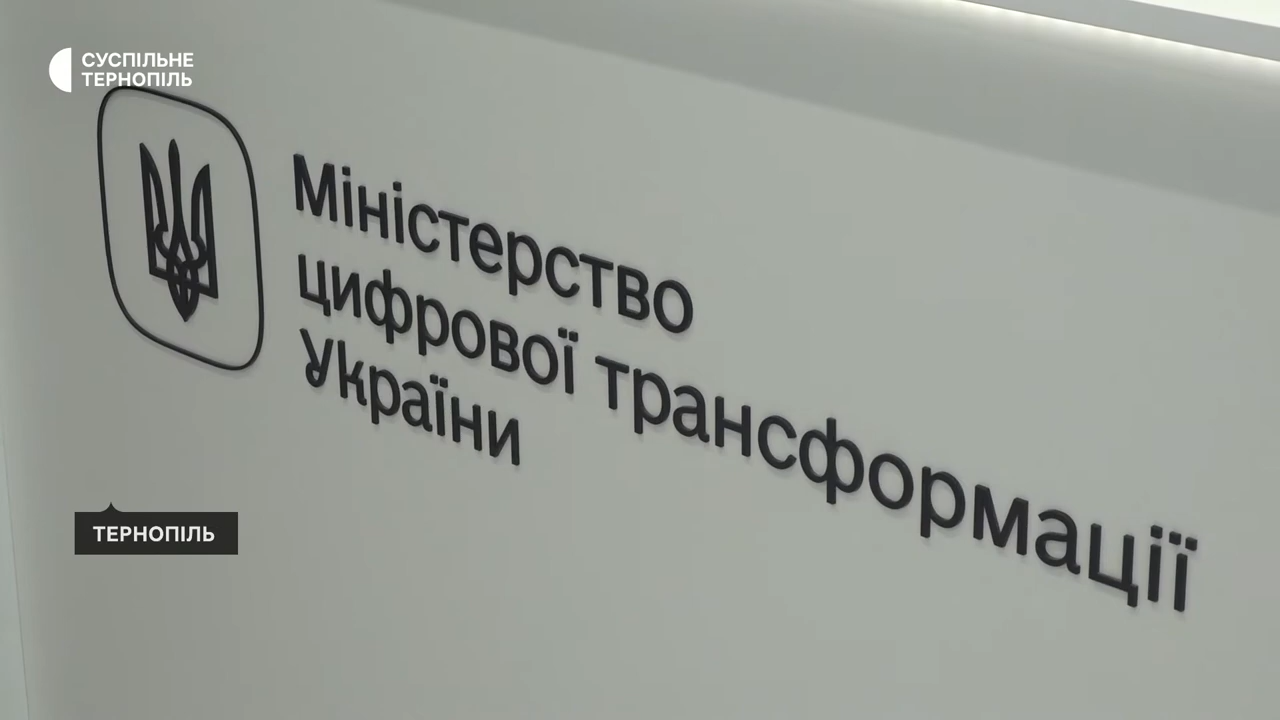 СУСПІЛЬНЕ
ТЕРНОПІЛЬ
Міністерство
цифрової трансформації
України
ТЕРНОПІЛЬ